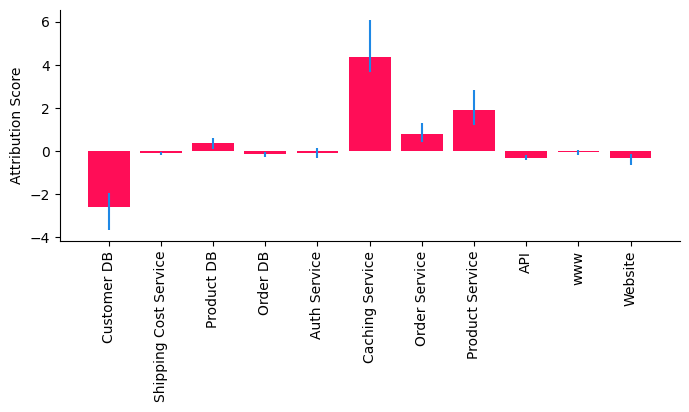 Attribution Score
6
4
2
0
−2
−4
Customer DB
Shipping Cost Service
Product DB
Order DB
Auth Service
Caching Service
Order Service
Product Service
API
www
Website